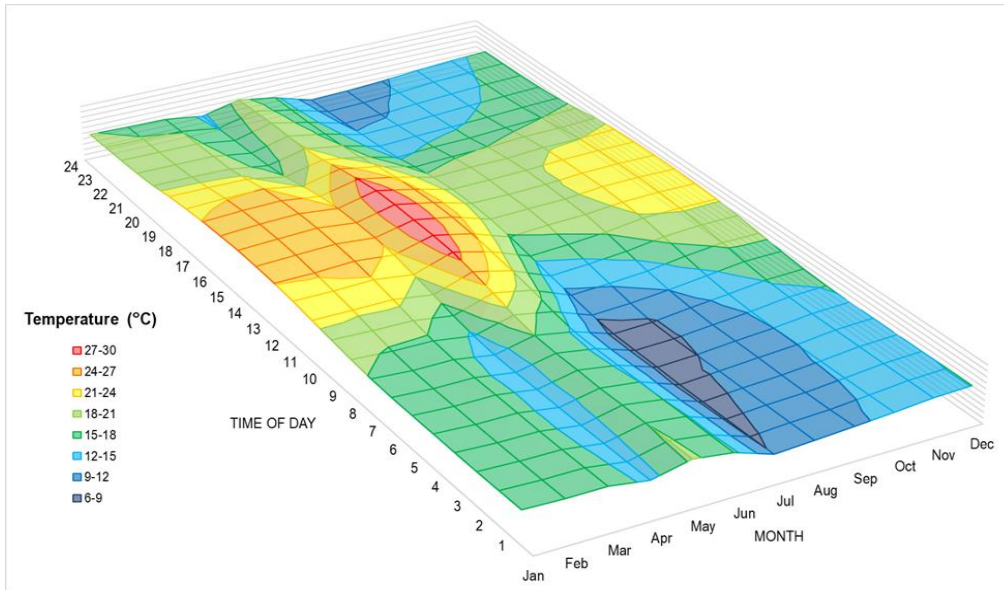 24
23
22
21
20
19
18
17
16
15
14
13
12
11
10
9
8
7
6
5
4
3
2
1
Temperature (°C)
27-30
24-27
21-24
18-21
15-18
12-15
9-12
6-9
TIME OF DAY
Jan
Feb
Mar
Apr
May
Jun
Jul
Aug
Sep
Oct
Nov
Dec
MONTH